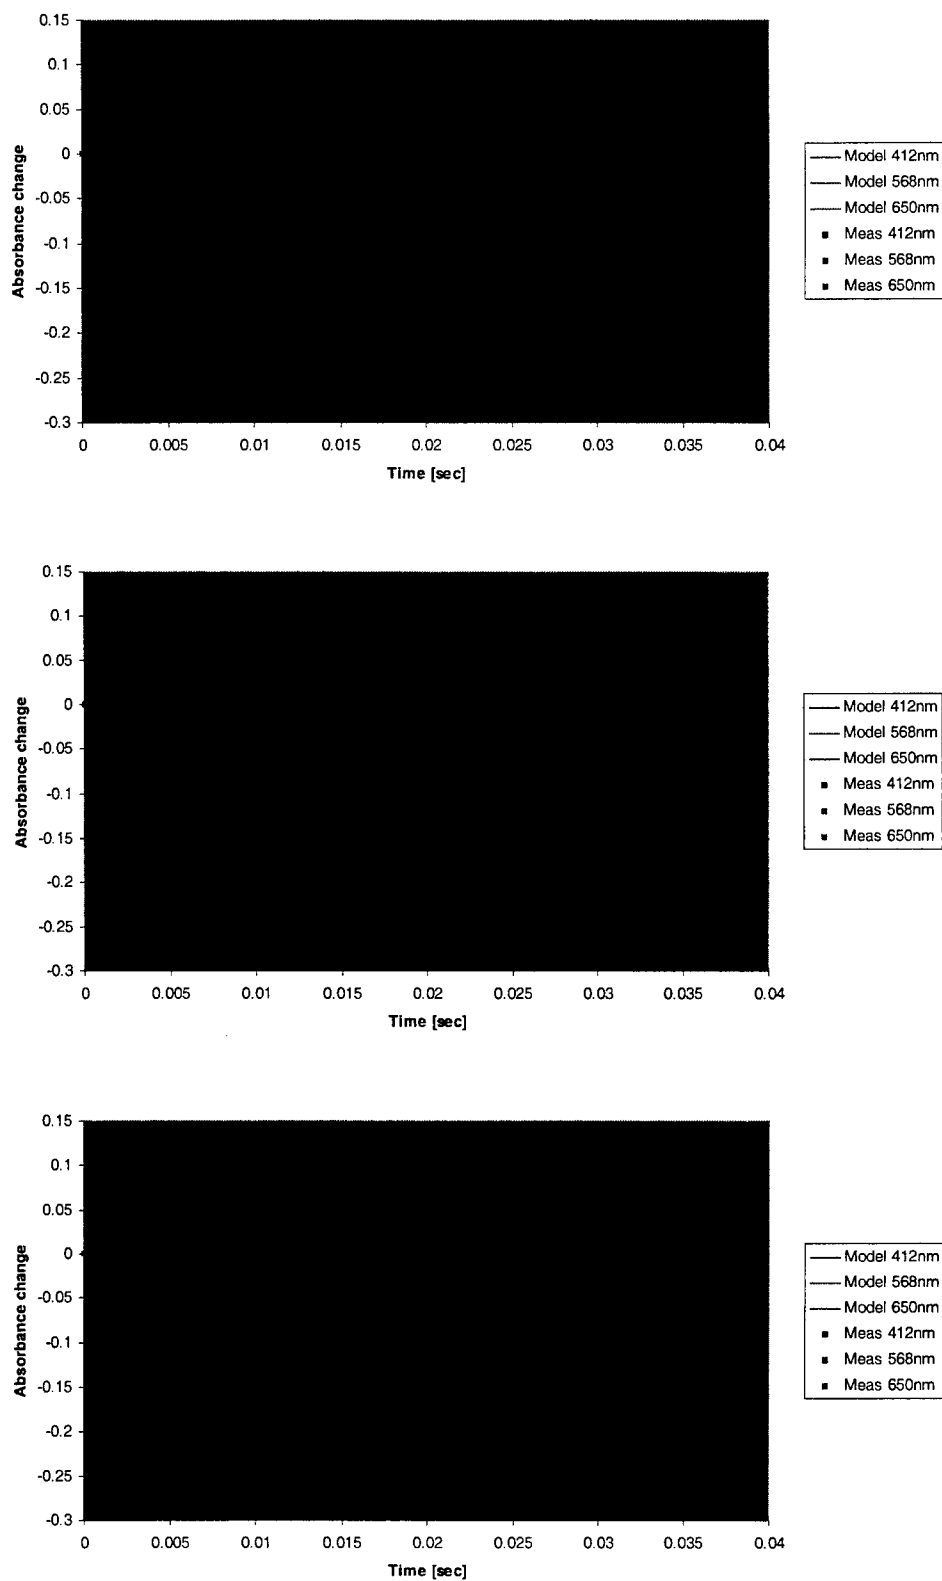 0.15
0.1
0.05
0
-0.05
-0.1
-0.15
-0.2
-0.25
-0.3
Absorbance change
0 0.005 0.01 0.015 0.02 0.025 0.03 0.035 0.04
Time [sec]
Model 412nm
Model 568nm
Model 650nm
Meas 412nm
Meas 568nm
Meas 650nm
0.15
0.1
0.05
0
-0.05
-0.1
-0.15
-0.2
-0.25
-0.3
Absorbance change
0 0.005 0.01 0.015 0.02 0.025 0.03 0.035 0.04
Time [sec]
Model 412nm
Model 568nm
Model 650nm
Meas 412nm
Meas 568nm
Meas 650nm
0.15
0.1
0.05
0
-0.05
-0.1
-0.15
-0.2
-0.25
-0.3
Absorbance change
0 0.005 0.01 0.015 0.02 0.025 0.03 0.035 0.04
Time [sec]
Model 412nm
Model 568nm
Model 650nm
Meas 412nm
Meas 568nm
Meas 650nm